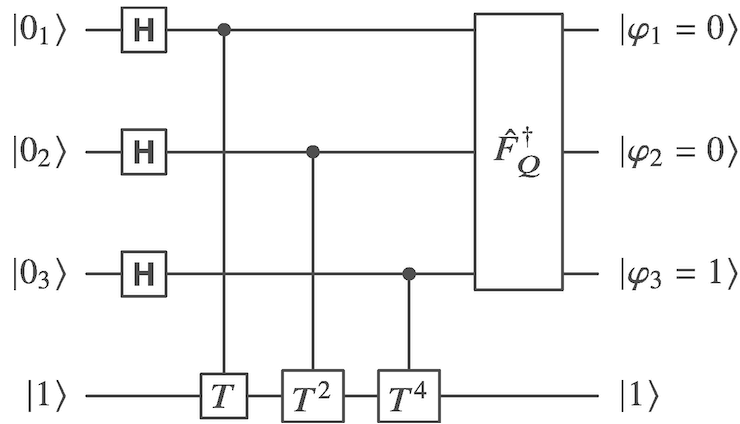 |0₁⟩ H |φ₁ = 0⟩
|0₂⟩ H F̂†_Q |φ₂ = 0⟩
|0₃⟩ H |φ₃ = 1⟩
|1⟩ T T² T⁴ |1⟩